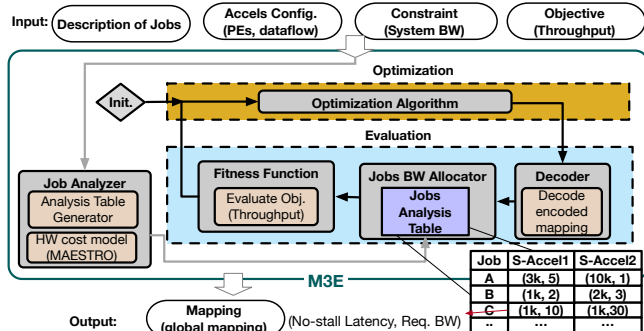 Input:
Description of Jobs
Accels Config.
(PEs, dataflow)
Constraint
(System BW)
Objective
(Throughput)
Optimization
Init.
Optimization Algorithm
Evaluation
Job Analyzer
Analysis Table
Generator
HW cost model
(MAESTRO)
Fitness Function
Evaluate Obj.
(Throughput)
Jobs BW Allocator
Jobs
Analysis
Table
Decoder
Decode
encoded
mapping
M3E
Job S-Accel1 S-Accel2
A (3k, 5) (10k, 1)
B (1k, 2) (2k, 3)
C (1k, 10) (1k,30)
.. ... ...
Output:
Mapping
(global mapping)
(No-stall Latency, Req. BW)